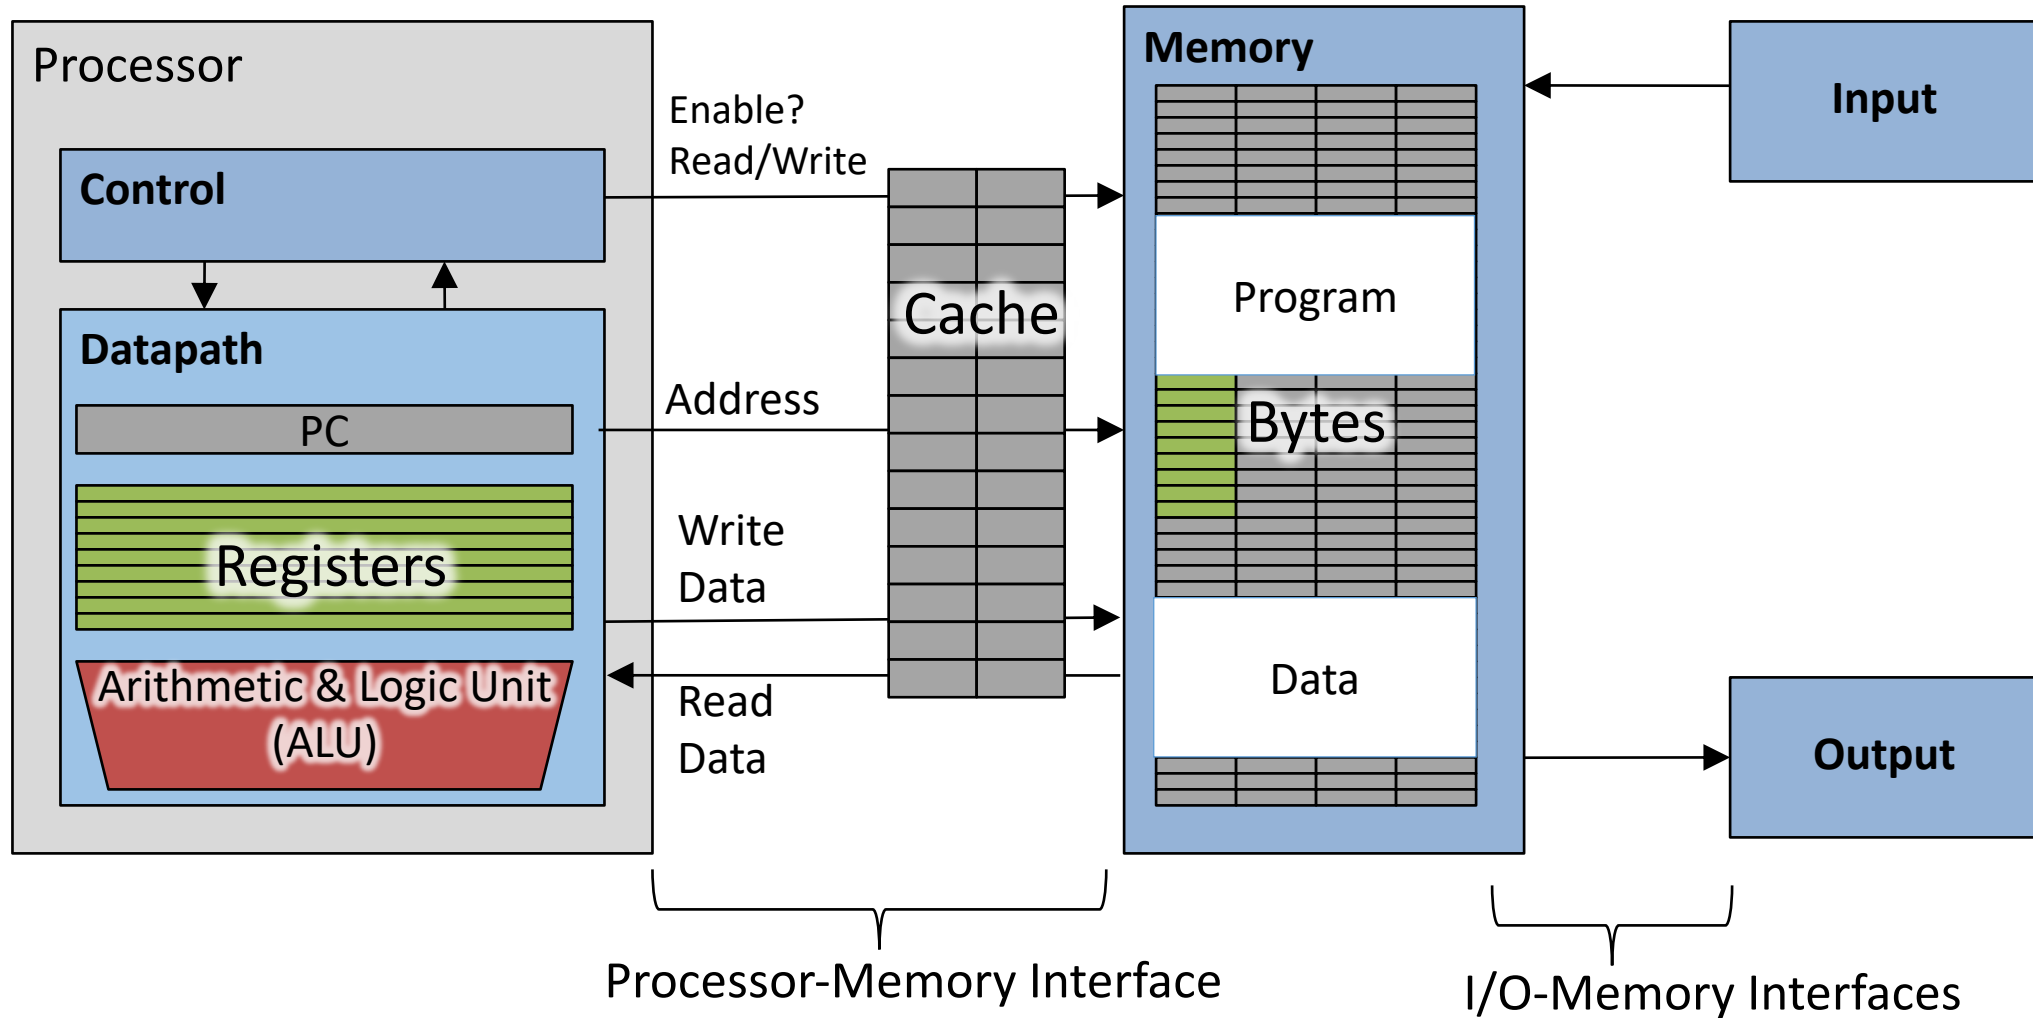 Processor
Control
Datapath
PC
Registers
Arithmetic & Logic Unit
(ALU)
Enable?
Read/Write
Address
Write
Data
Read
Data
Cache
Memory
Program
Bytes
Data
Input
Output
Processor-Memory Interface
I/O-Memory Interfaces